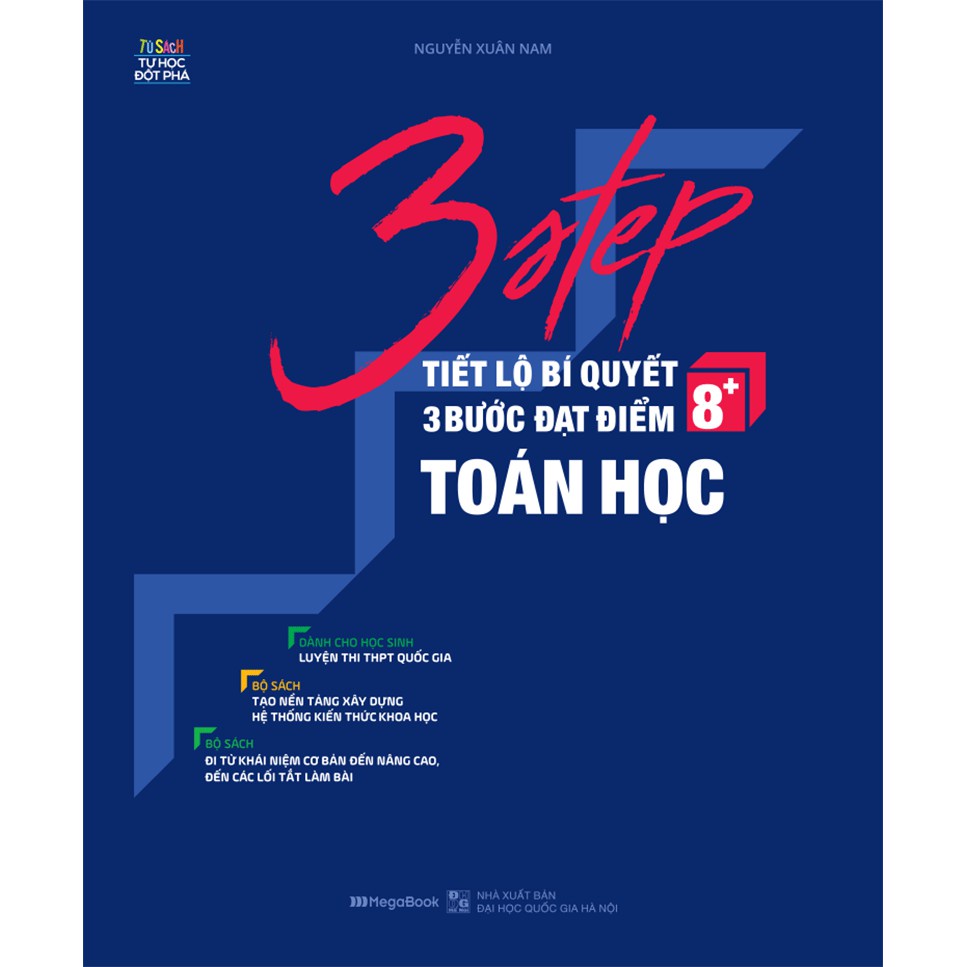 TỦ SÁCH
TỰ HỌC
ĐỘT PHÁ
NGUYỄN XUÂN NAM
3 step
TIẾT LỘ BÍ QUYẾT
3 BƯỚC ĐẠT ĐIỂM 8+
TOÁN HỌC
DÀNH CHO HỌC SINH
LUYỆN THI THPT QUỐC GIA
BỘ SÁCH
TẠO NỀN TẢNG XÂY DỰNG
HỆ THỐNG KIẾN THỨC KHOA HỌC
BỘ SÁCH
ĐI TỪ KHÁI NIỆM CƠ BẢN ĐẾN NÂNG CAO,
ĐẾN CÁC LỐI TẮT LÀM BÀI
MegaBook
NHÀ XUẤT BẢN
ĐẠI HỌC QUỐC GIA HÀ NỘI